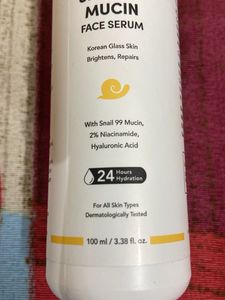 MUCIN
FACE SERUM
Korean Glass Skin
Brightens, Repairs
With Snail 99 Mucin,
2% Niacinamide,
Hyaluronic Acid
24 Hours
Hydration
For All Skin Types
Dermatologically Tested
100 ml / 3.38 fl. oz.